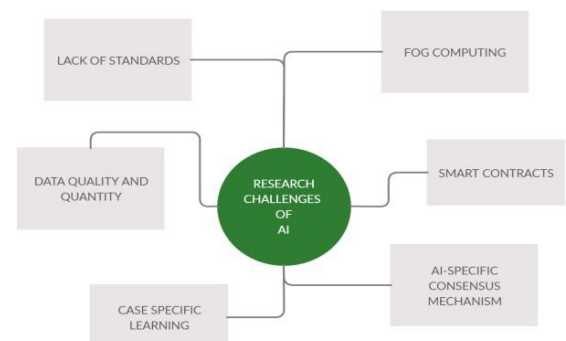 LACK OF STANDARDS
FOG COMPUTING
DATA QUALITY AND
QUANTITY
RESEARCH
CHALLENGES
OF
AI
SMART CONTRACTS
CASE SPECIFIC
LEARNING
AI-SPECIFIC
CONSENSUS
MECHANISM